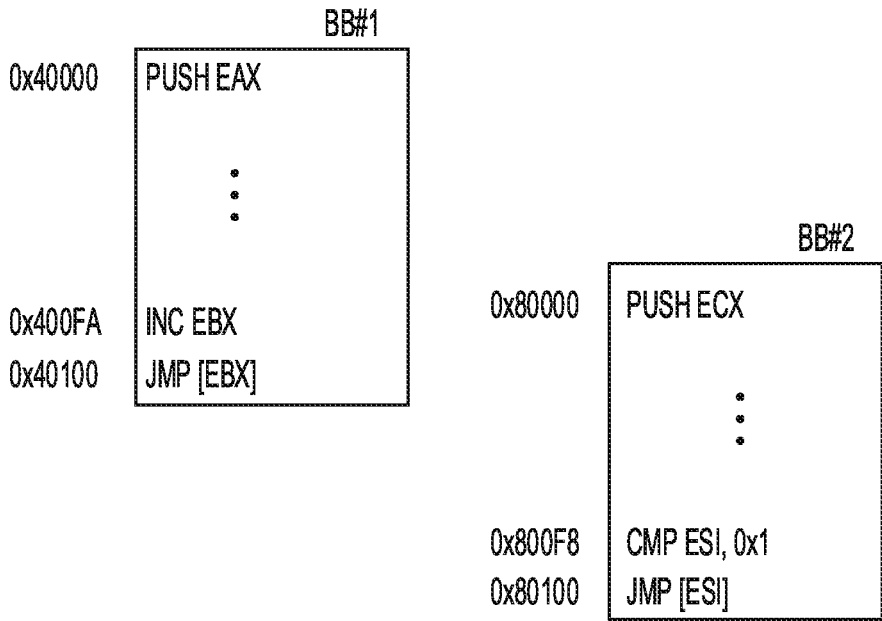 BB#1
0x40000 PUSH EAX
0x400FA INC EBX
0x40100 JMP [EBX]
BB#2
0x80000 PUSH ECX
0x800F8 CMP ESI, 0x1
0x80100 JMP [ESI]